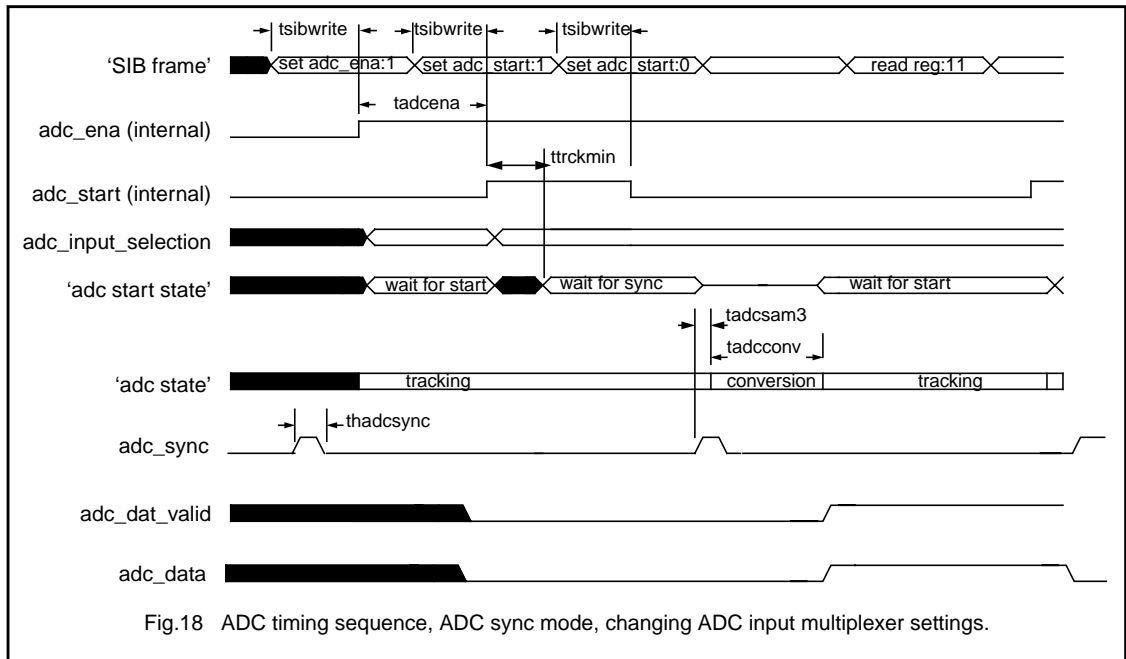 tsibwrite tsibwrite tsibwrite
‘SIB frame’ set adc_ena:1 set adc start:1 set adc start:0 read reg:11
tadcena
adc_ena (internal)
ttrckmin
adc_start (internal)
adc_input_selection
‘adc start state’ wait for start wait for sync wait for start
tadcsam3
tadcconv
‘adc state’ tracking conversion tracking
thadcsync
adc_sync
adc_dat_valid
adc_data
Fig.18 ADC timing sequence, ADC sync mode, changing ADC input multiplexer settings.